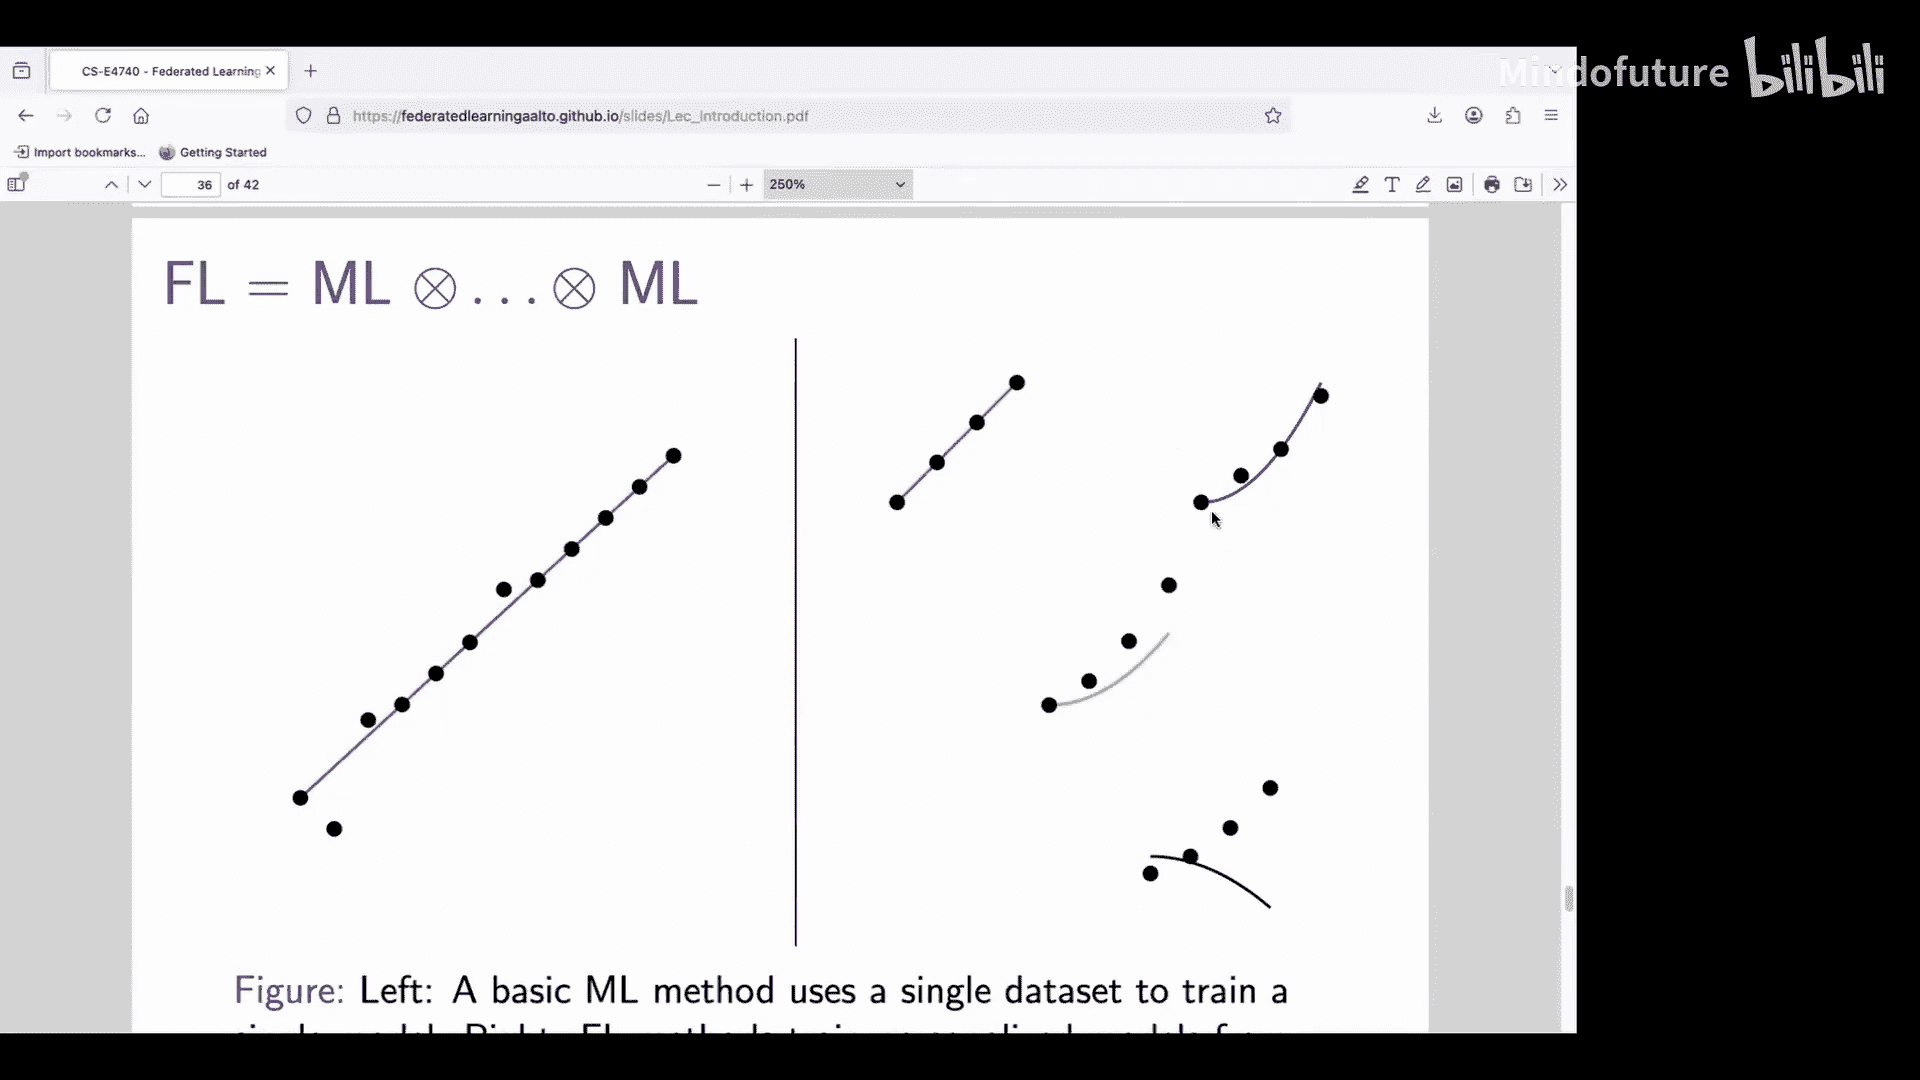 Mindofuture bilibili
CS-E4740 - Federated Learning
https://federatedlearningaalto.github.io/slides/Lec_Introduction.pdf
Import bookmarks... Getting Started
36 of 42 250%
FL = ML ⊗ ... ⊗ ML
Figure: Left: A basic ML method uses a single dataset to train a